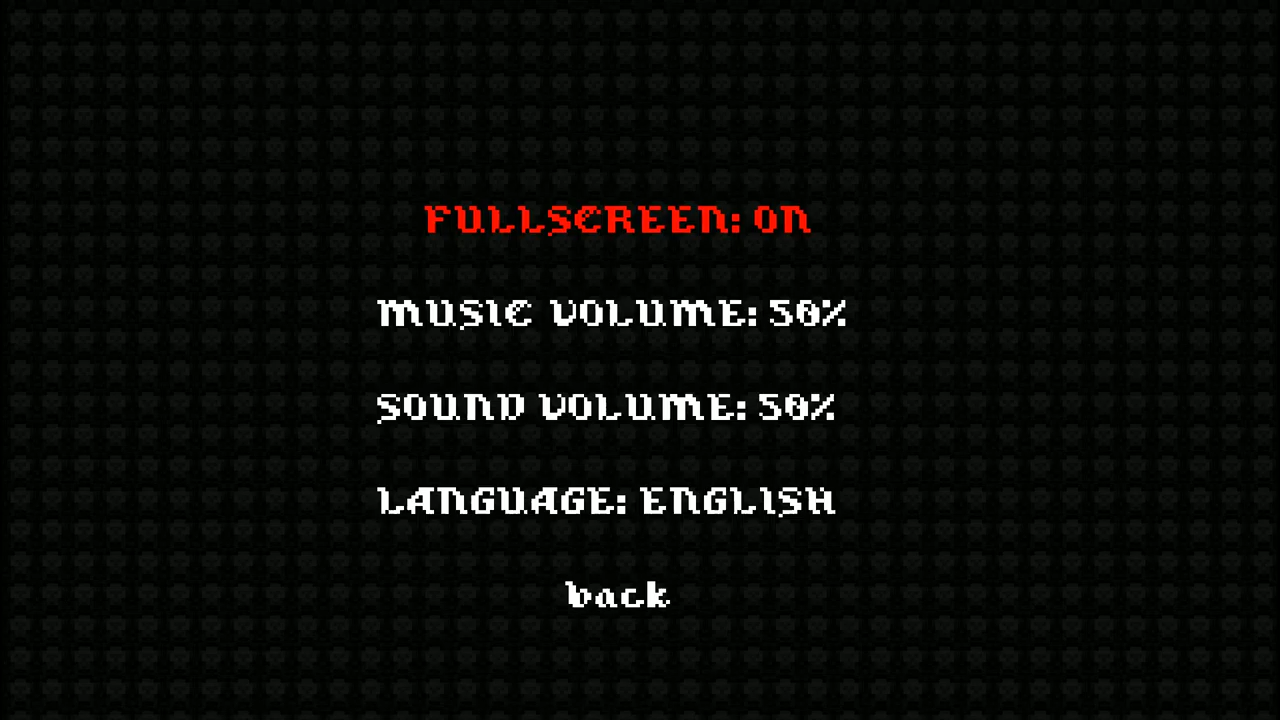 FULLSCREEN: ON
MUSIC VOLUME: 50%
SOUND VOLUME: 50%
LANGUAGE: ENGLISH
back